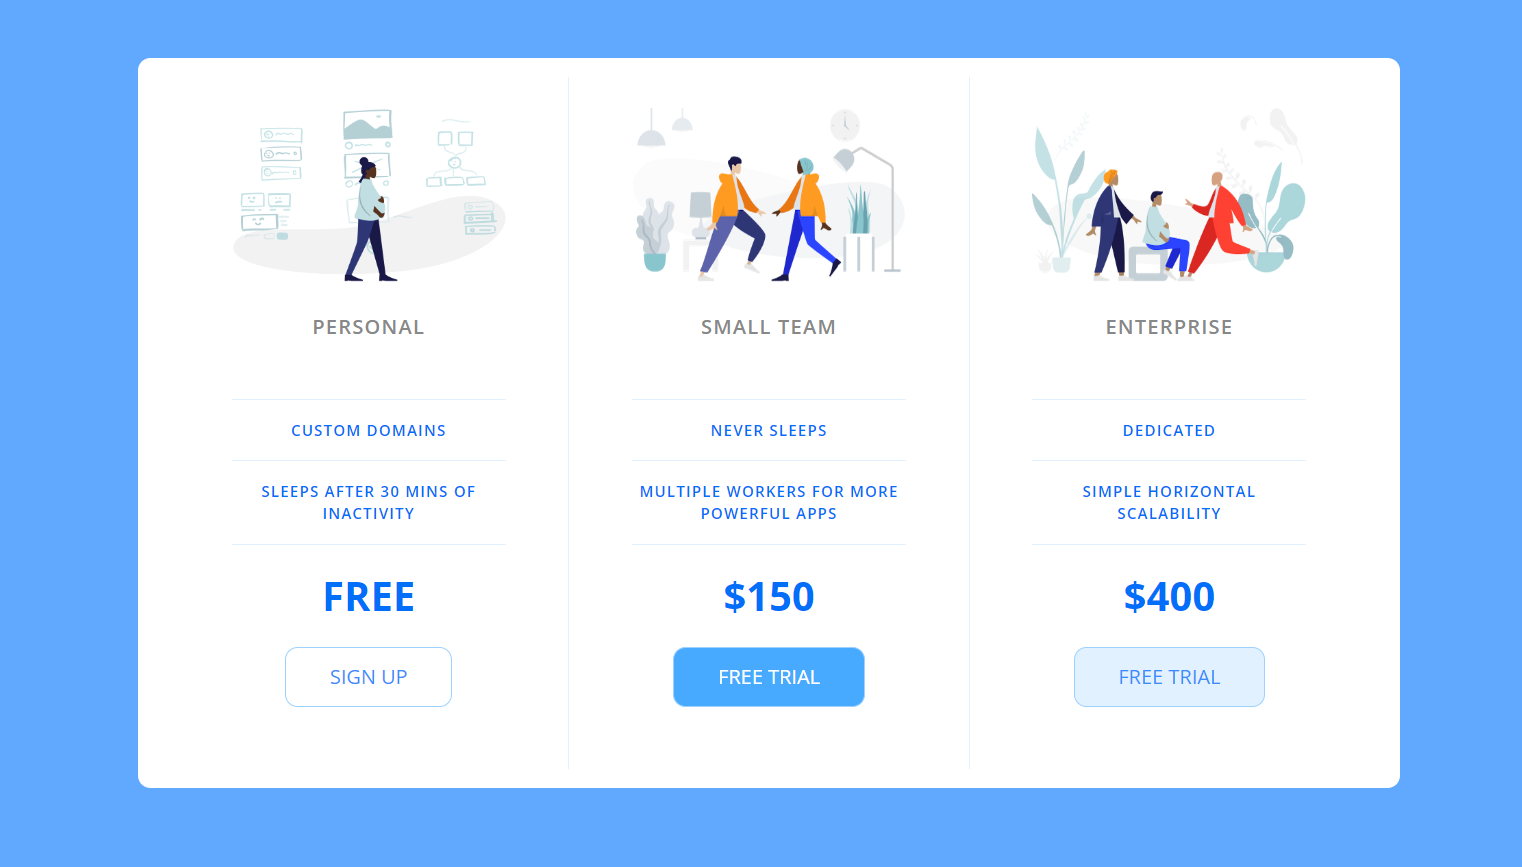 PERSONAL
CUSTOM DOMAINS
SLEEPS AFTER 30 MINS OF
INACTIVITY
FREE
SIGN UP
SMALL TEAM
NEVER SLEEPS
MULTIPLE WORKERS FOR MORE
POWERFUL APPS
$150
FREE TRIAL
ENTERPRISE
DEDICATED
SIMPLE HORIZONTAL
SCALABILITY
$400
FREE TRIAL